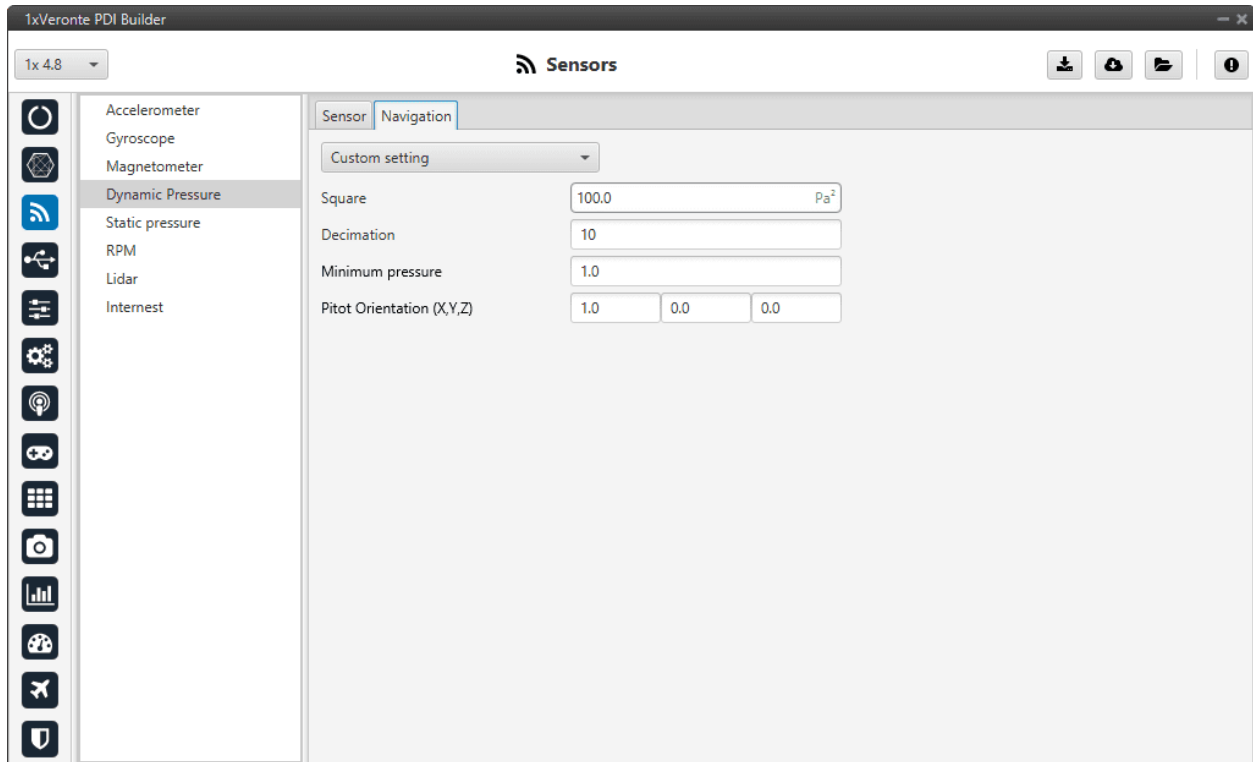 1xVeronte PDI Builder
1x 4.8
Sensors
Accelerometer
Gyroscope
Magnetometer
Dynamic Pressure
Static pressure
RPM
Lidar
Internest
Sensor Navigation
Custom setting
Square 100.0 Pa²
Decimation 10
Minimum pressure 1.0
Pitot Orientation (X,Y,Z) 1.0 0.0 0.0